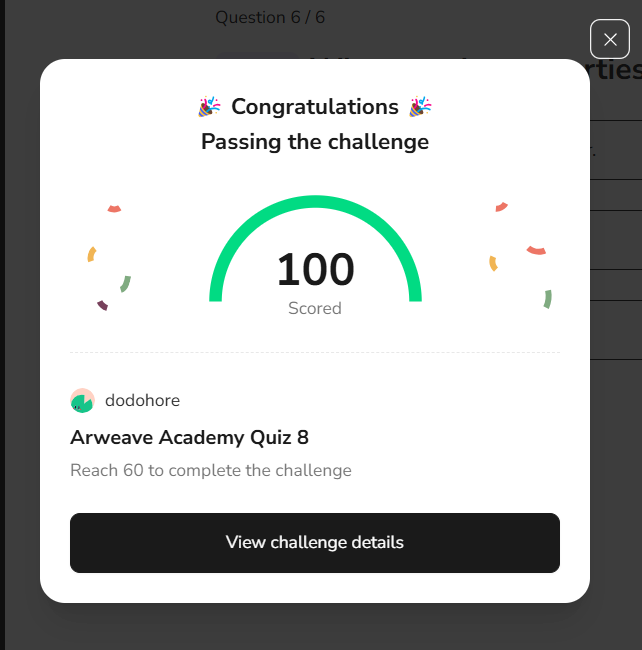 Question 6 / 6
rties
🎉 Congratulations 🎉
Passing the challenge
100
Scored
dodohore
Arweave Academy Quiz 8
Reach 60 to complete the challenge
View challenge details